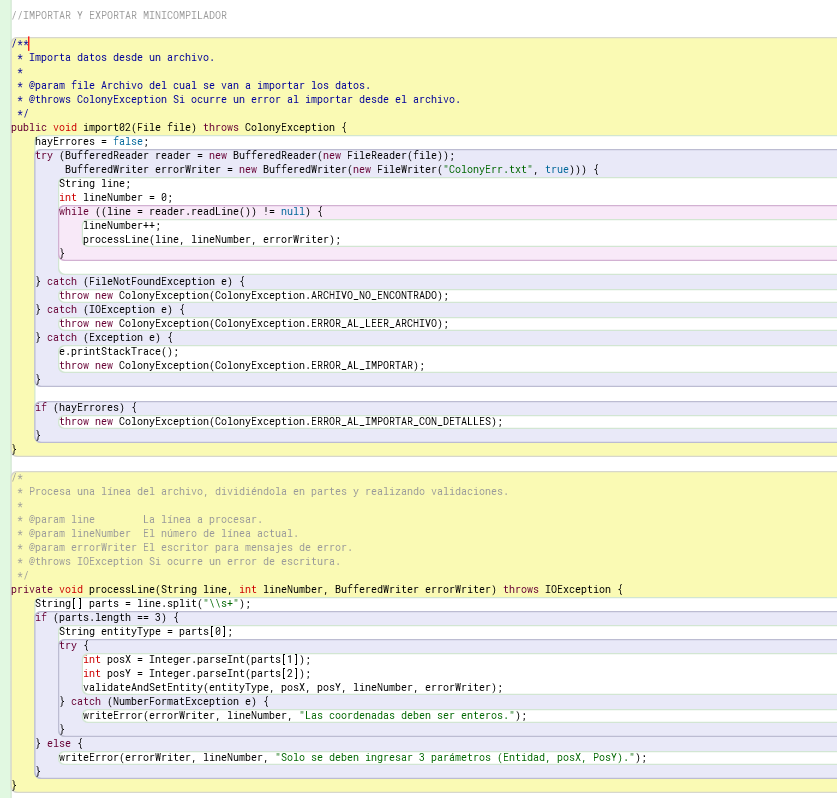 //IMPORTAR Y EXPORTAR MINICOMPILADOR
/**
 * Importa datos desde un archivo.
 *
 * @param file Archivo del cual se van a importar los datos.
 * @throws ColonyException Si ocurre un error al importar desde el archivo.
 */
public void import02(File file) throws ColonyException {
    hayErrores = false;
    try (BufferedReader reader = new BufferedReader(new FileReader(file));
         BufferedWriter errorWriter = new BufferedWriter(new FileWriter("ColonyErr.txt", true))) {
        String line;
        int lineNumber = 0;
        while ((line = reader.readLine()) != null) {
            lineNumber++;
            processLine(line, lineNumber, errorWriter);
        }
    } catch (FileNotFoundException e) {
        throw new ColonyException(ColonyException.ARCHIVO_NO_ENCONTRADO);
    } catch (IOException e) {
        throw new ColonyException(ColonyException.ERROR_AL_LEER_ARCHIVO);
    } catch (Exception e) {
        e.printStackTrace();
        throw new ColonyException(ColonyException.ERROR_AL_IMPORTAR);
    }
    if (hayErrores) {
        throw new ColonyException(ColonyException.ERROR_AL_IMPORTAR_CON_DETALLES);
    }
}
/*
 * Procesa una línea del archivo, dividiéndola en partes y realizando validaciones.
 *
 * @param line        La línea a procesar.
 * @param lineNumber  El número de línea actual.
 * @param errorWriter El escritor para mensajes de error.
 * @throws IOException Si ocurre un error de escritura.
 */
private void processLine(String line, int lineNumber, BufferedWriter errorWriter) throws IOException {
    String[] parts = line.split("\\s+");
    if (parts.length == 3) {
        String entityType = parts[0];
        try {
            int posX = Integer.parseInt(parts[1]);
            int posY = Integer.parseInt(parts[2]);
            validateAndSetEntity(entityType, posX, posY, lineNumber, errorWriter);
        } catch (NumberFormatException e) {
            writeError(errorWriter, lineNumber, "Las coordenadas deben ser enteros.");
        }
    } else {
        writeError(errorWriter, lineNumber, "Solo se deben ingresar 3 parámetros (Entidad, posX, PosY).");
    }
}